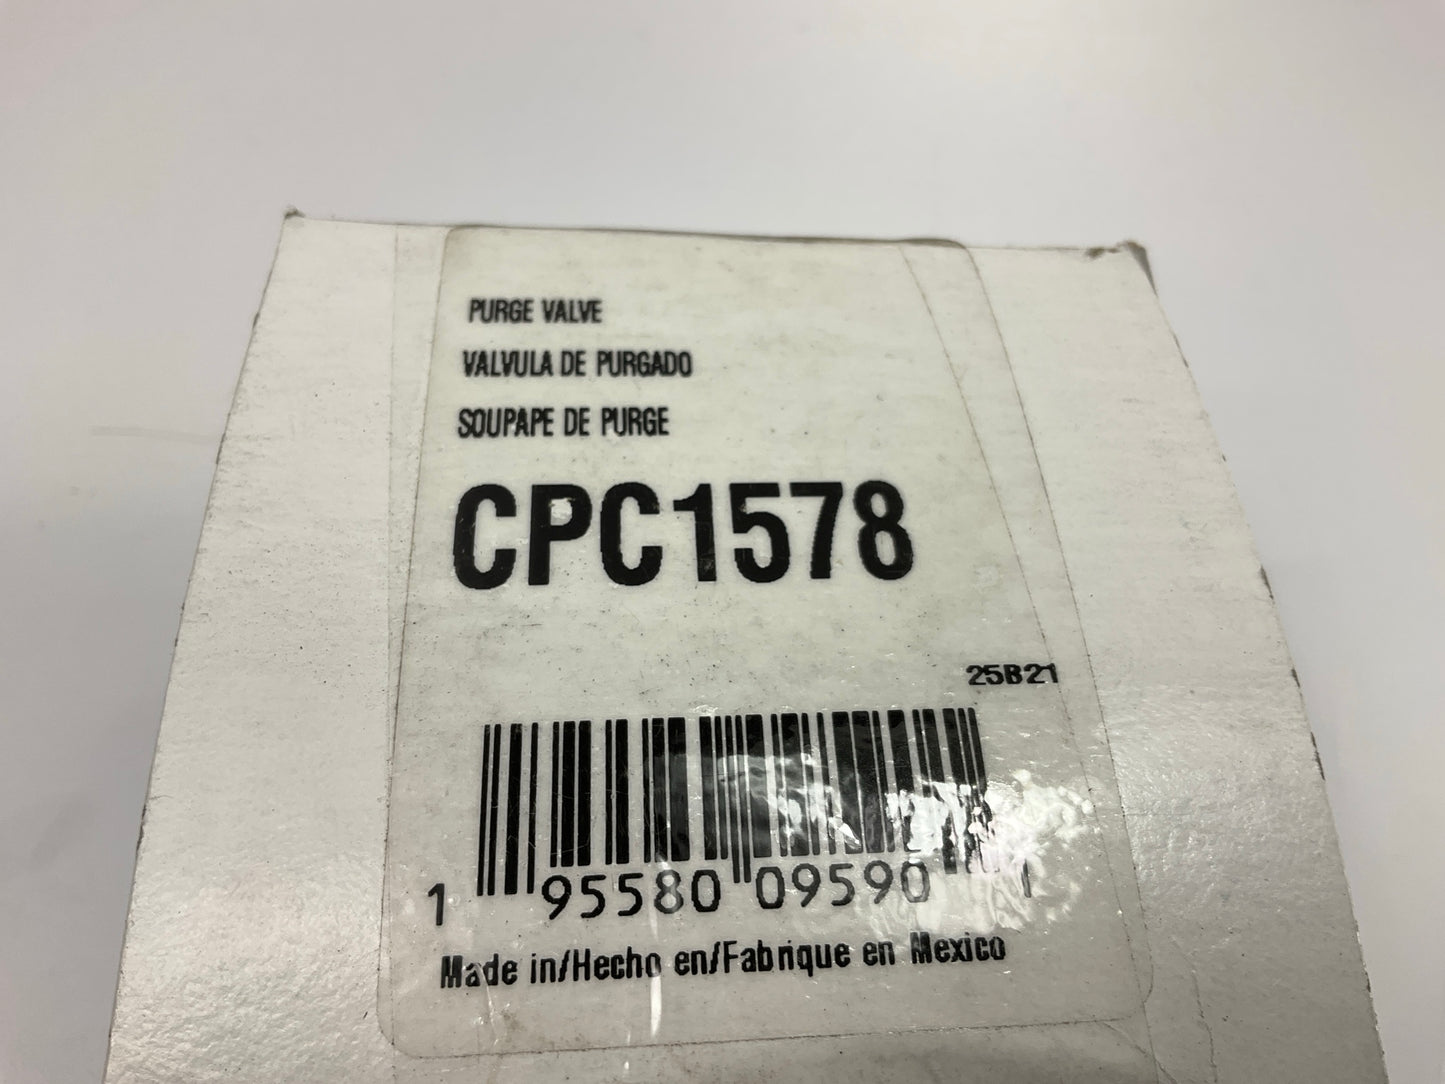 PURGE VALVE
VALVULA DE PURGADO
SOUPAPE DE PURGE
CPC1578
25B21
1 95580 09590 1
Made in/Hecho en/Fabrique en Mexico